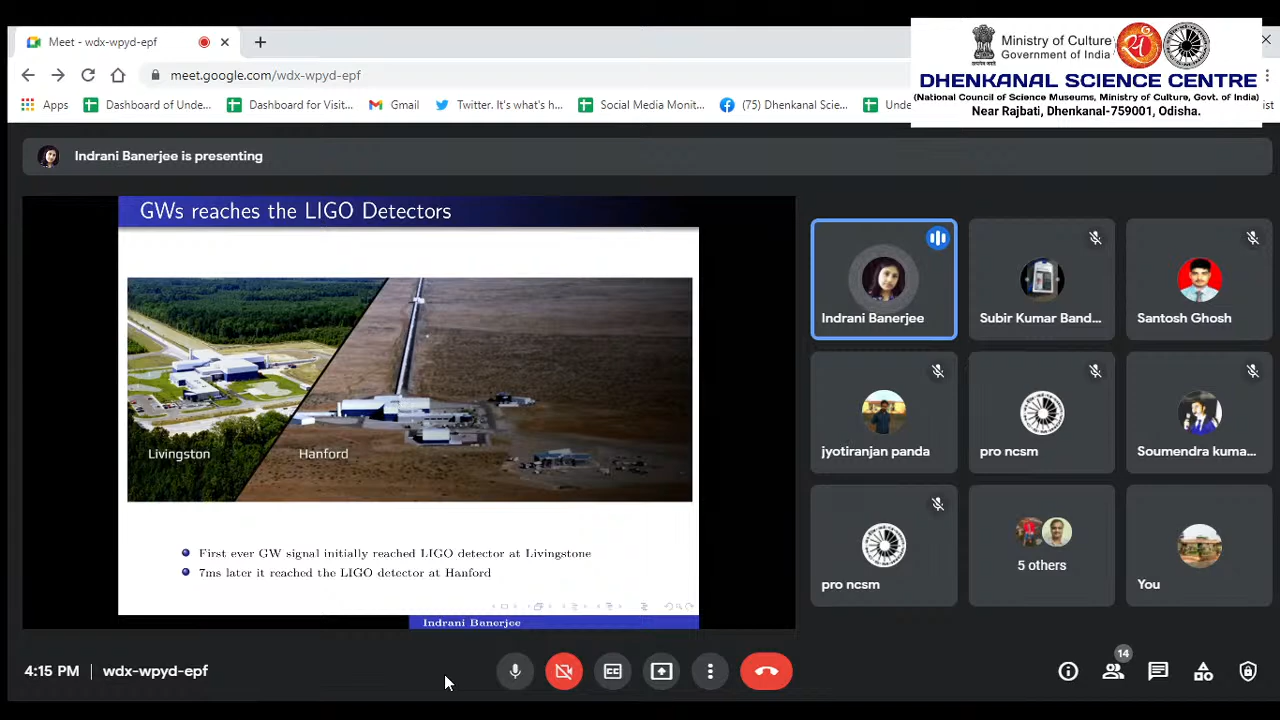 Meet - wdx-wpyd-epf
meet.google.com/wdx-wpyd-epf
Apps
Dashboard of Unde...
Dashboard for Visit...
Gmail
Twitter. It's what's h...
Social Media Monit...
(75) Dhenkanal Scie...
Ministry of Culture
Government of India
DHENKANAL SCIENCE CENTRE
(National Council of Science Museums, Ministry of Culture, Govt. of India)
Near Rajbati, Dhenkanal-759001, Odisha.
Indrani Banerjee is presenting
GWs reaches the LIGO Detectors
Livingston
Hanford
First ever GW signal initially reached LIGO detector at Livingstone
7ms later it reached the LIGO detector at Hanford
Indrani Banerjee
Indrani Banerjee
Subir Kumar Band...
Santosh Ghosh
jyotiranjan panda
pro ncsm
Soumendra kuma...
pro ncsm
5 others
You
4:15 PM
wdx-wpyd-epf
14